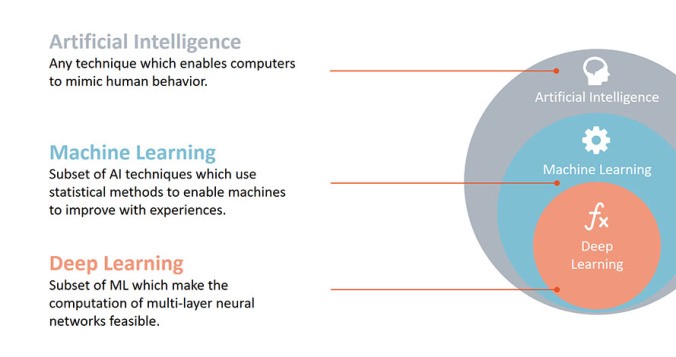 Artificial Intelligence
Any technique which enables computers
to mimic human behavior.
Machine Learning
Subset of AI techniques which use
statistical methods to enable machines
to improve with experiences.
Deep Learning
Subset of ML which make the
computation of multi-layer neural
networks feasible.
Artificial Intelligence
Machine Learning
fx
Deep
Learning